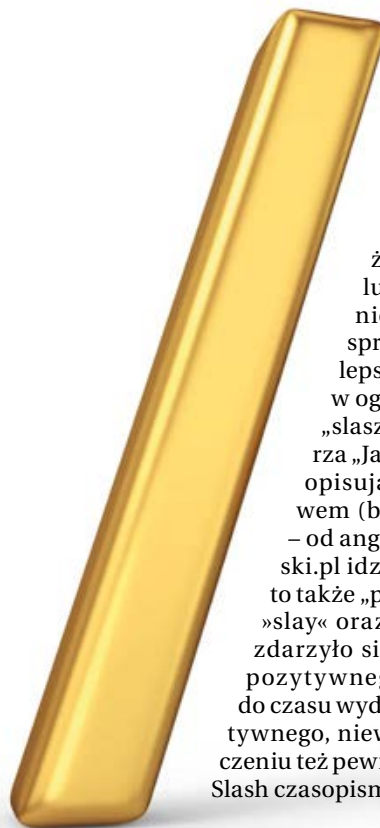 ż
lu
nie
spr
leps
w og
„slasz
rza „Ja
opisują
wem (b
– od ang
ski.pl idz
to także „p
»slay« oraz
zdarzyło si
pozytywneg
do czasu wyd
tywnego, niew
czeniu też pewn
Slash czasopism